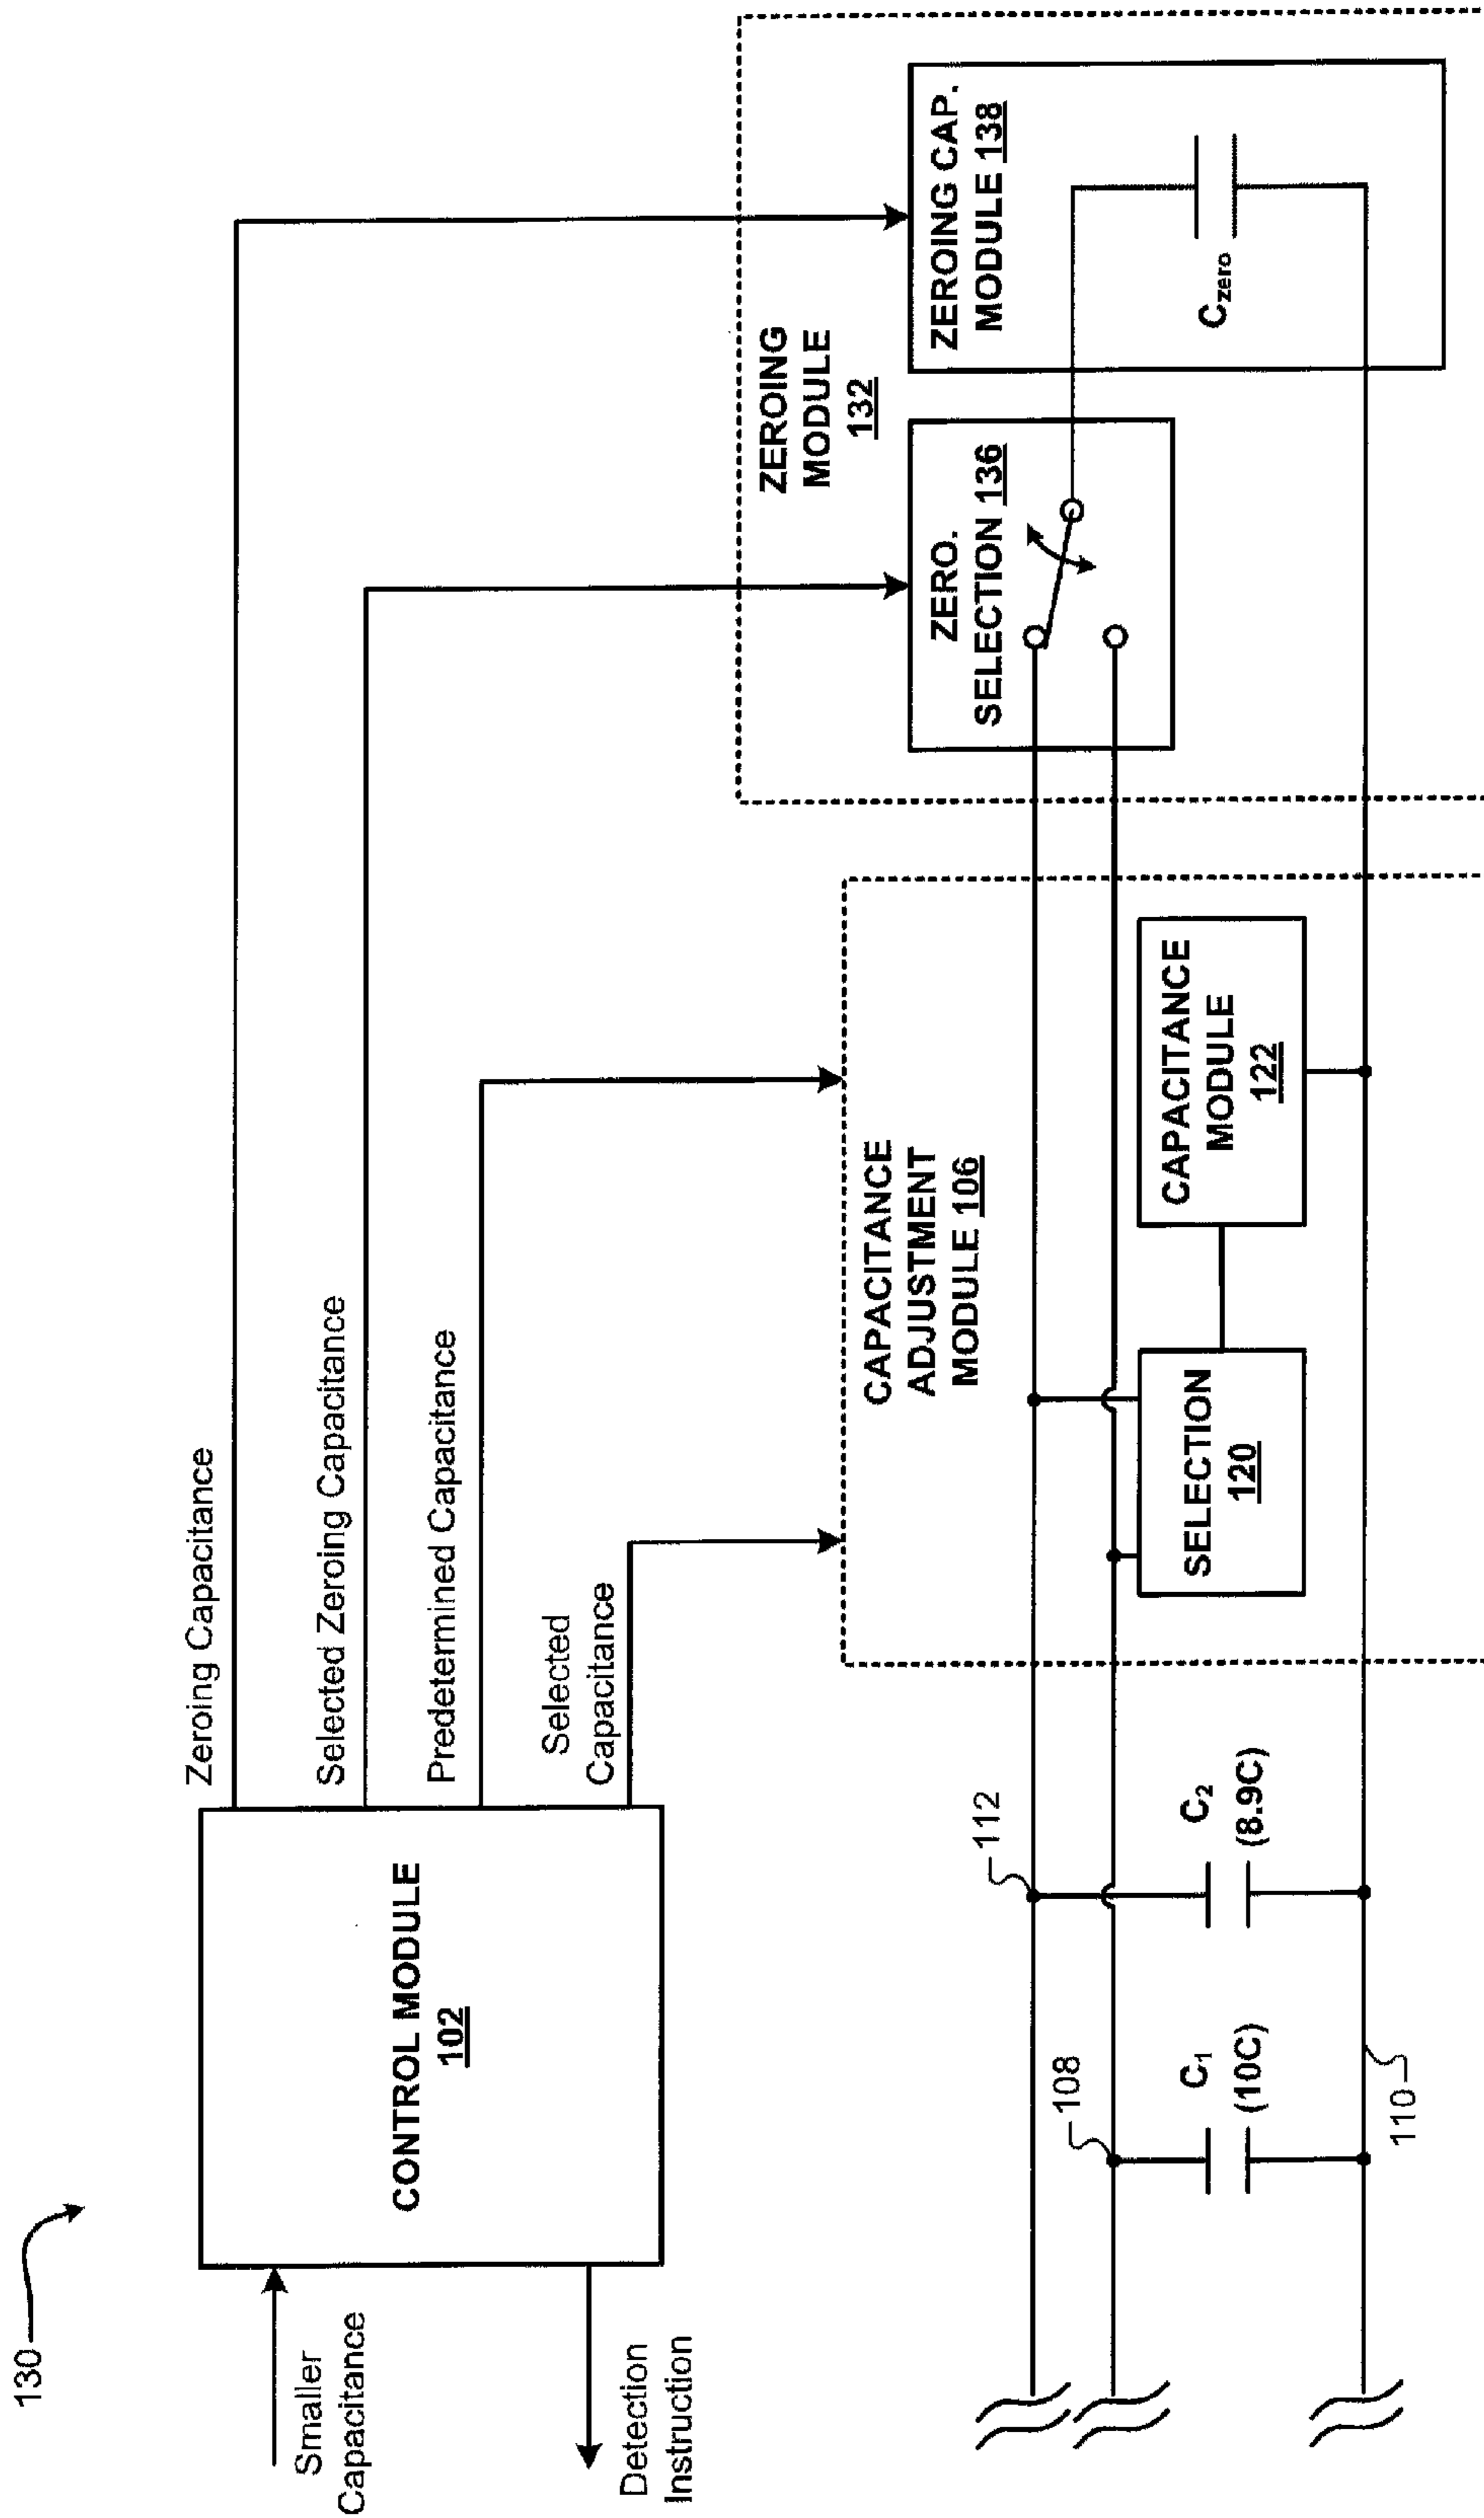 130
Smaller
Capacitance
Detection
Instruction
CONTROL MODULE
102
Zeroing Capacitance
Selected Zeroing Capacitance
Predetermined Capacitance
Selected
Capacitance
112
108
110
C1
(10C)
C2
(8.9C)
CAPACITANCE
ADJUSTMENT
MODULE 106
SELECTION
120
CAPACITANCE
MODULE
122
ZEROING
MODULE
132
ZERO.
SELECTION 136
ZEROING CAP.
MODULE 138
Czero